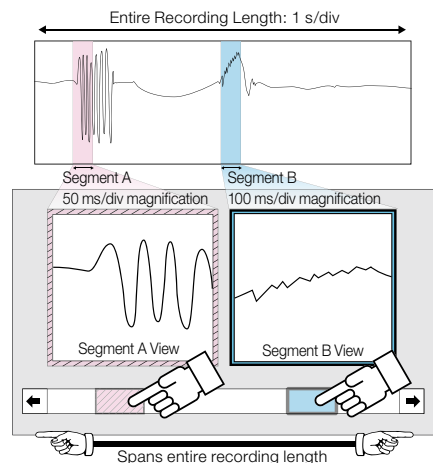 Entire Recording Length: 1 s/div
Segment A
Segment B
50 ms/div magnification
100 ms/div magnification
Segment A View
Segment B View
Spans entire recording length